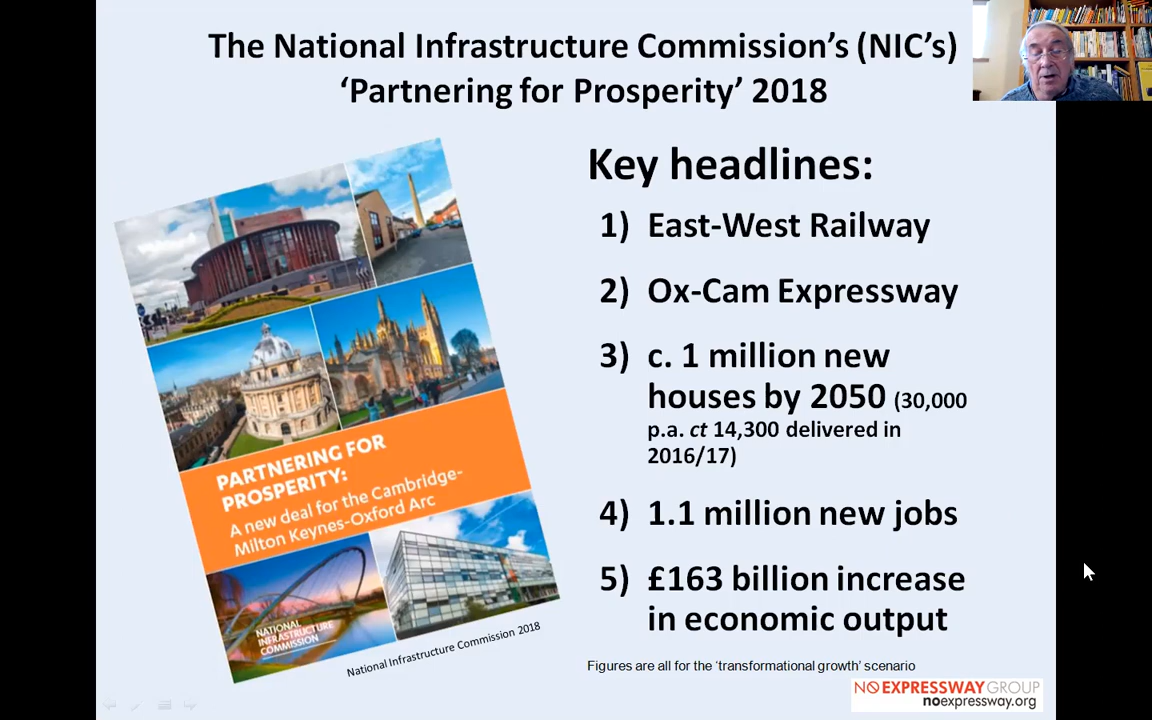 The National Infrastructure Commission’s (NIC’s)
‘Partnering for Prosperity’ 2018
PARTNERING FOR
PROSPERITY:
A new deal for the Cambridge-
Milton Keynes-Oxford Arc
NATIONAL
INFRASTRUCTURE
COMMISSION
National Infrastructure Commission 2018
Key headlines:
1) East-West Railway
2) Ox-Cam Expressway
3) c. 1 million new
houses by 2050 (30,000
p.a. ct 14,300 delivered in
2016/17)
4) 1.1 million new jobs
5) £163 billion increase
in economic output
Figures are all for the ‘transformational growth’ scenario
NO EXPRESSWAY GROUP
noexpressway.org